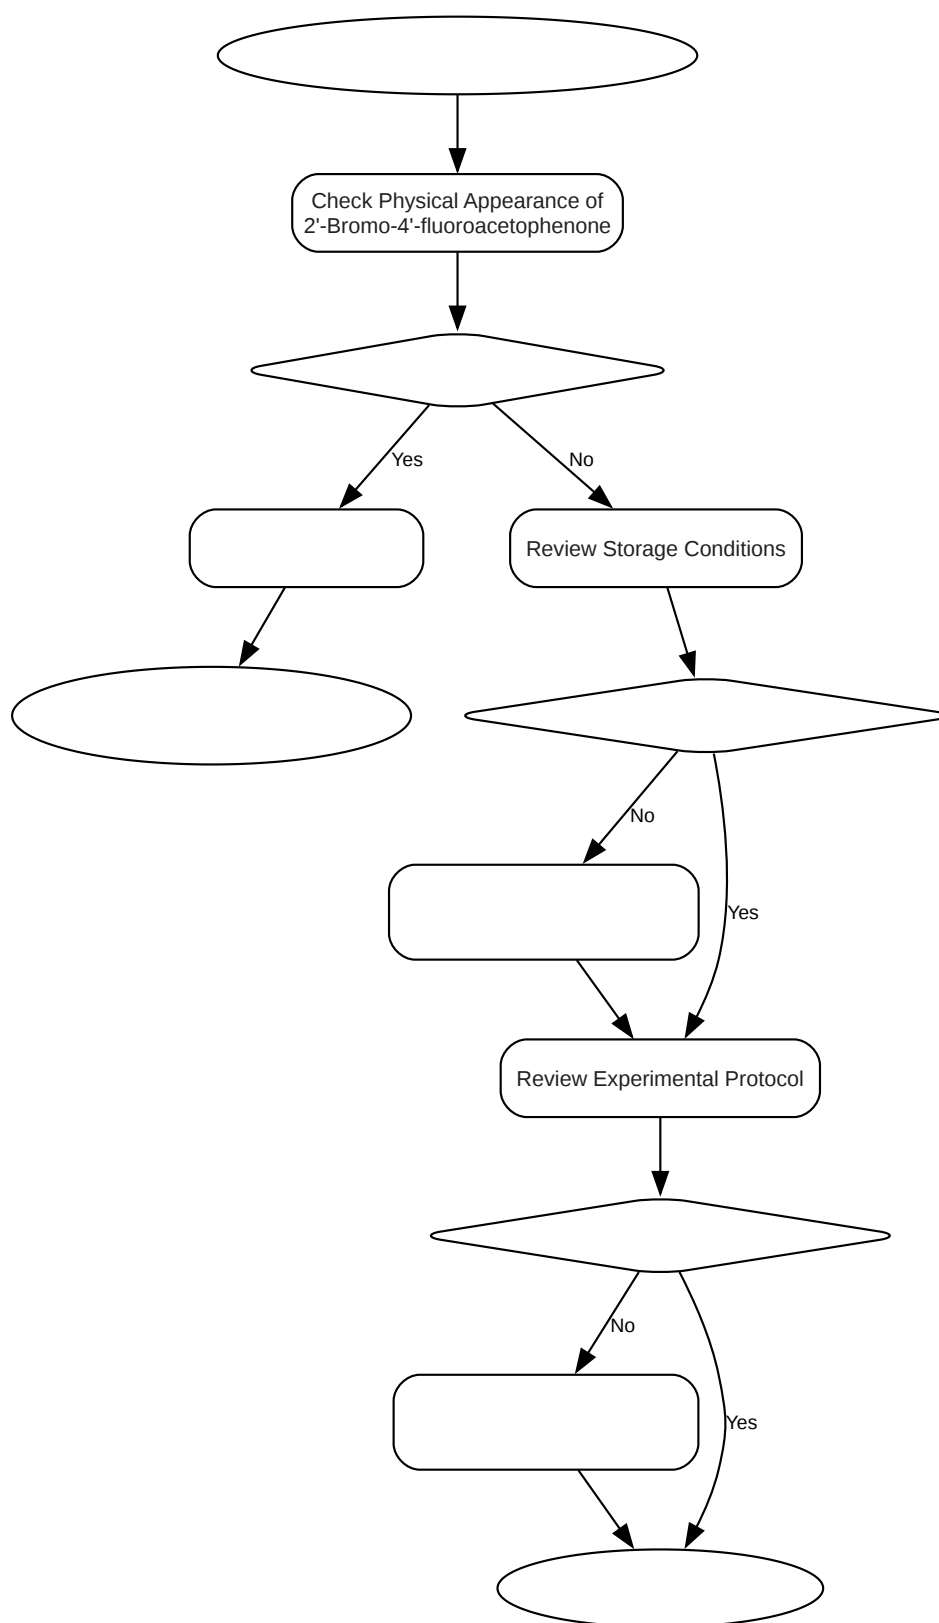 Check Physical Appearance of
2'-Bromo-4'-fluoroacetophenone
Yes
No
Review Storage Conditions
No
Yes
Review Experimental Protocol
No
Yes